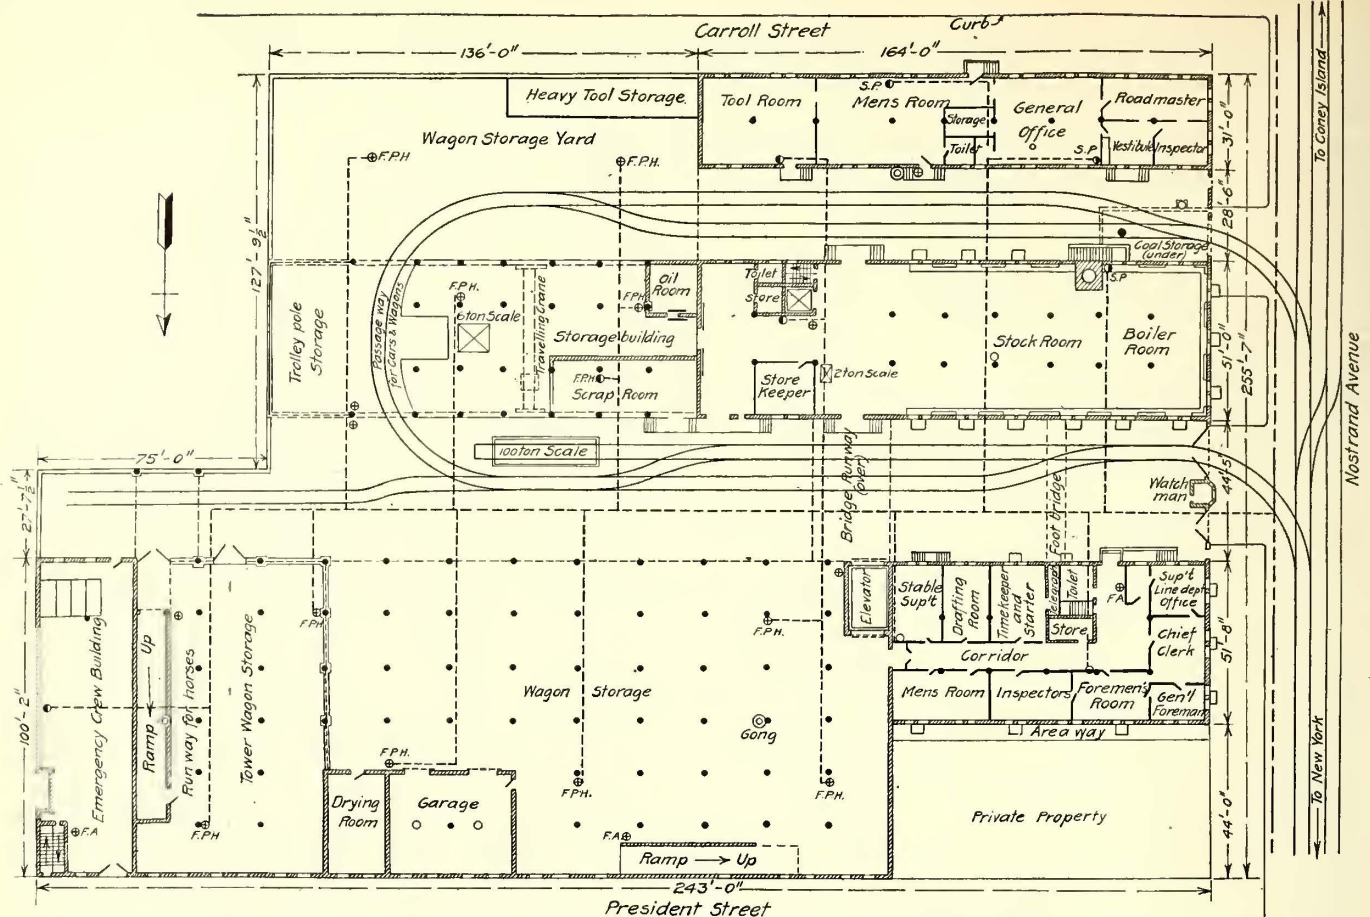 Carroll Street
Curb
136'-0"
164'-0"
Heavy Tool Storage.
Wagon Storage Yard
Tool Room
S.P.
Mens Room
Storage
Toilet
General
Office
S.P
Roadmaster
Vestibule
Inspector
31'-0"
28'-6"
To Coney Island
F.P.H
F.P.H.
127'-9½"
Coal Storage
(under)
Trolley pole
Storage
Passage way
for Cars & Wagons
F.P.H.
6 ton Scale
Travelling Crane
Oil
Room
F.P.H
Storage building
F.P.H
Scrap Room
Toilet
Store
Store
Keeper
2 ton Scale
Stock Room
S.P
Boiler
Room
51'-0"
255'-7"
Nostrand Avenue
75'-0"
100 ton Scale
Bridge Runway
(over)
Foot bridge
Watch
man
44'-5"
27'-7½"
Emergency Crew Building
Ramp → Up
Runway for horses
Tower Wagon Storage
F.P.H
F.P.H.
Elevator
Stable
Sup't
Drafting
Room
Timekeeper
and
Starter
Telegraph
Toilet
Store
F.A
Sup't
Line dept.
Office
Chief
Clerk
51'-8"
Corridor
Wagon Storage
Mens Room
Inspectors
Foremen's
Room
Gen'l
Foreman
Gong
Area way
100'-2"
F.P.H.
F.P.H.
F.P.H.
F.A
F.P.H
Drying
Room
Garage
F.A
Ramp → Up
Private Property
44'-0"
To New York
243'-0"
President Street